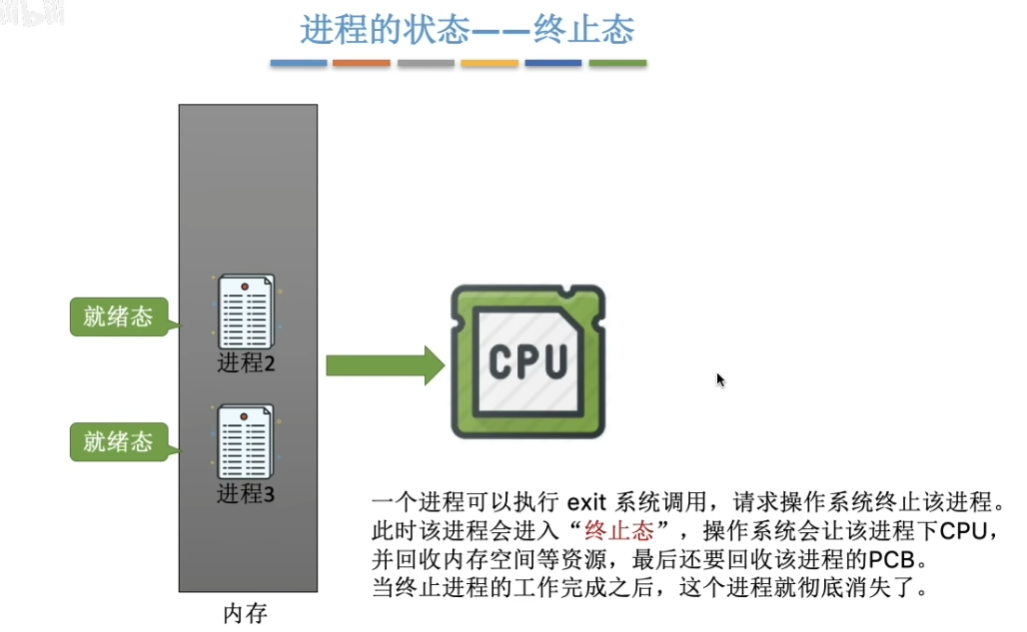 进程的状态——终止态
就绪态
进程2
CPU
就绪态
进程3
一个进程可以执行 exit 系统调用，请求操作系统终止该进程。
此时该进程会进入“终止态”，操作系统会让该进程下CPU，
并回收内存空间等资源，最后还要回收该进程的PCB。
当终止进程的工作完成之后，这个进程就彻底消失了。
内存